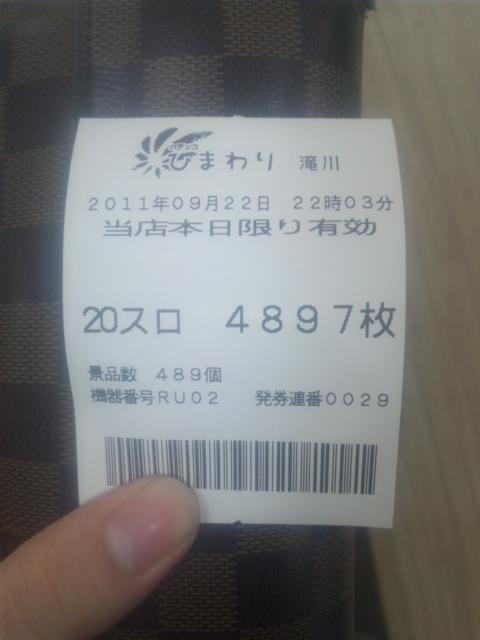 パチンコ
ひまわり 滝川
2011年09月22日 22時03分
当店本日限り有効
20スロ 4897枚
景品数 489個
機器番号RU02 発券連番0029